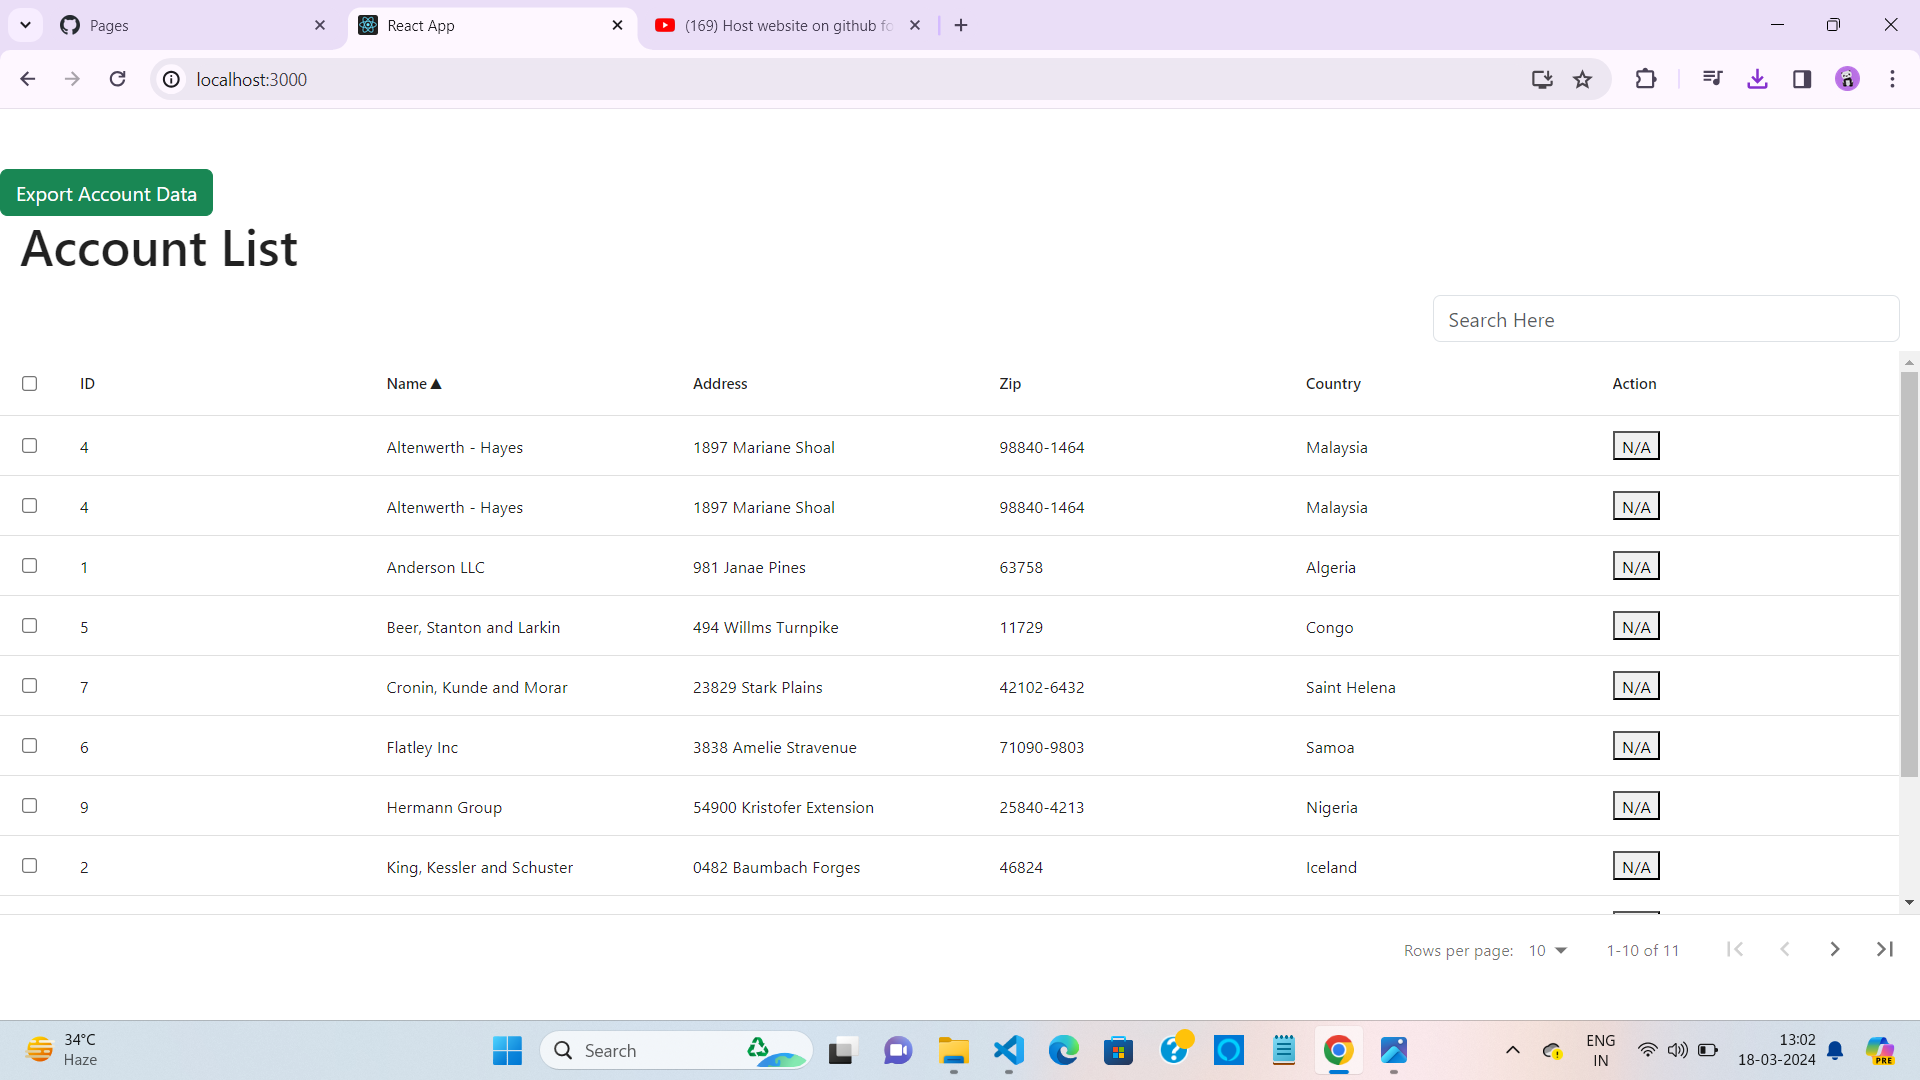 Pages
React App
(169) Host website on github fo
localhost:3000
Export Account Data
Account List
Search Here
ID Name▲ Address Zip Country Action
4 Altenwerth - Hayes 1897 Mariane Shoal 98840-1464 Malaysia N/A
4 Altenwerth - Hayes 1897 Mariane Shoal 98840-1464 Malaysia N/A
1 Anderson LLC 981 Janae Pines 63758 Algeria N/A
5 Beer, Stanton and Larkin 494 Willms Turnpike 11729 Congo N/A
7 Cronin, Kunde and Morar 23829 Stark Plains 42102-6432 Saint Helena N/A
6 Flatley Inc 3838 Amelie Stravenue 71090-9803 Samoa N/A
9 Hermann Group 54900 Kristofer Extension 25840-4213 Nigeria N/A
2 King, Kessler and Schuster 0482 Baumbach Forges 46824 Iceland N/A
Rows per page: 10 1-10 of 11
34°C
Haze
Search
ENG
IN
13:02
18-03-2024
PRE